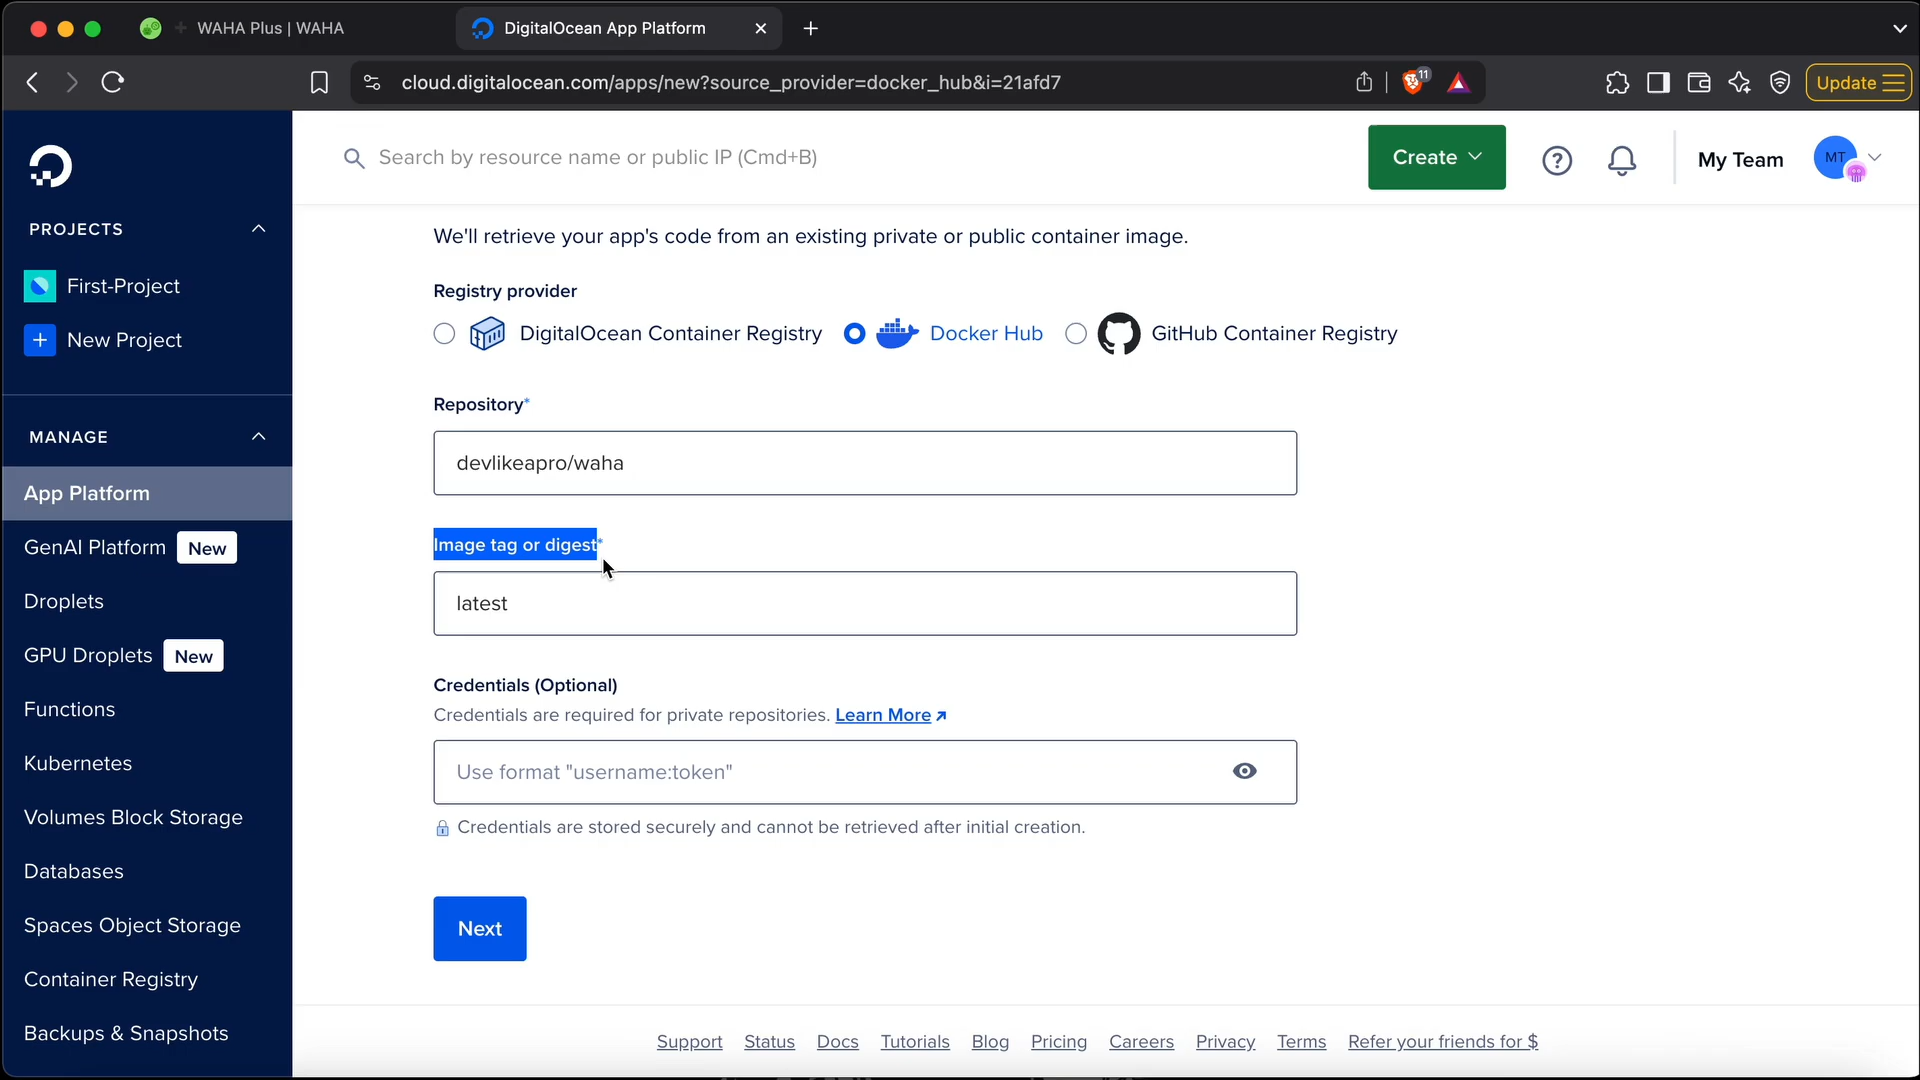 WAHA Plus | WAHA
DigitalOcean App Platform
cloud.digitalocean.com/apps/new?source_provider=docker_hub&i=21afd7
11
Update
Search by resource name or public IP (Cmd+B)
Create
My Team
MT
PROJECTS
First-Project
New Project
MANAGE
App Platform
GenAI Platform New
Droplets
GPU Droplets New
Functions
Kubernetes
Volumes Block Storage
Databases
Spaces Object Storage
Container Registry
Backups & Snapshots
We'll retrieve your app's code from an existing private or public container image.
Registry provider
DigitalOcean Container Registry Docker Hub GitHub Container Registry
Repository*
devlikeapro/waha
Image tag or digest*
latest
Credentials (Optional)
Credentials are required for private repositories. Learn More
Use format "username:token"
Credentials are stored securely and cannot be retrieved after initial creation.
Next
Support Status Docs Tutorials Blog Pricing Careers Privacy Terms Refer your friends for $